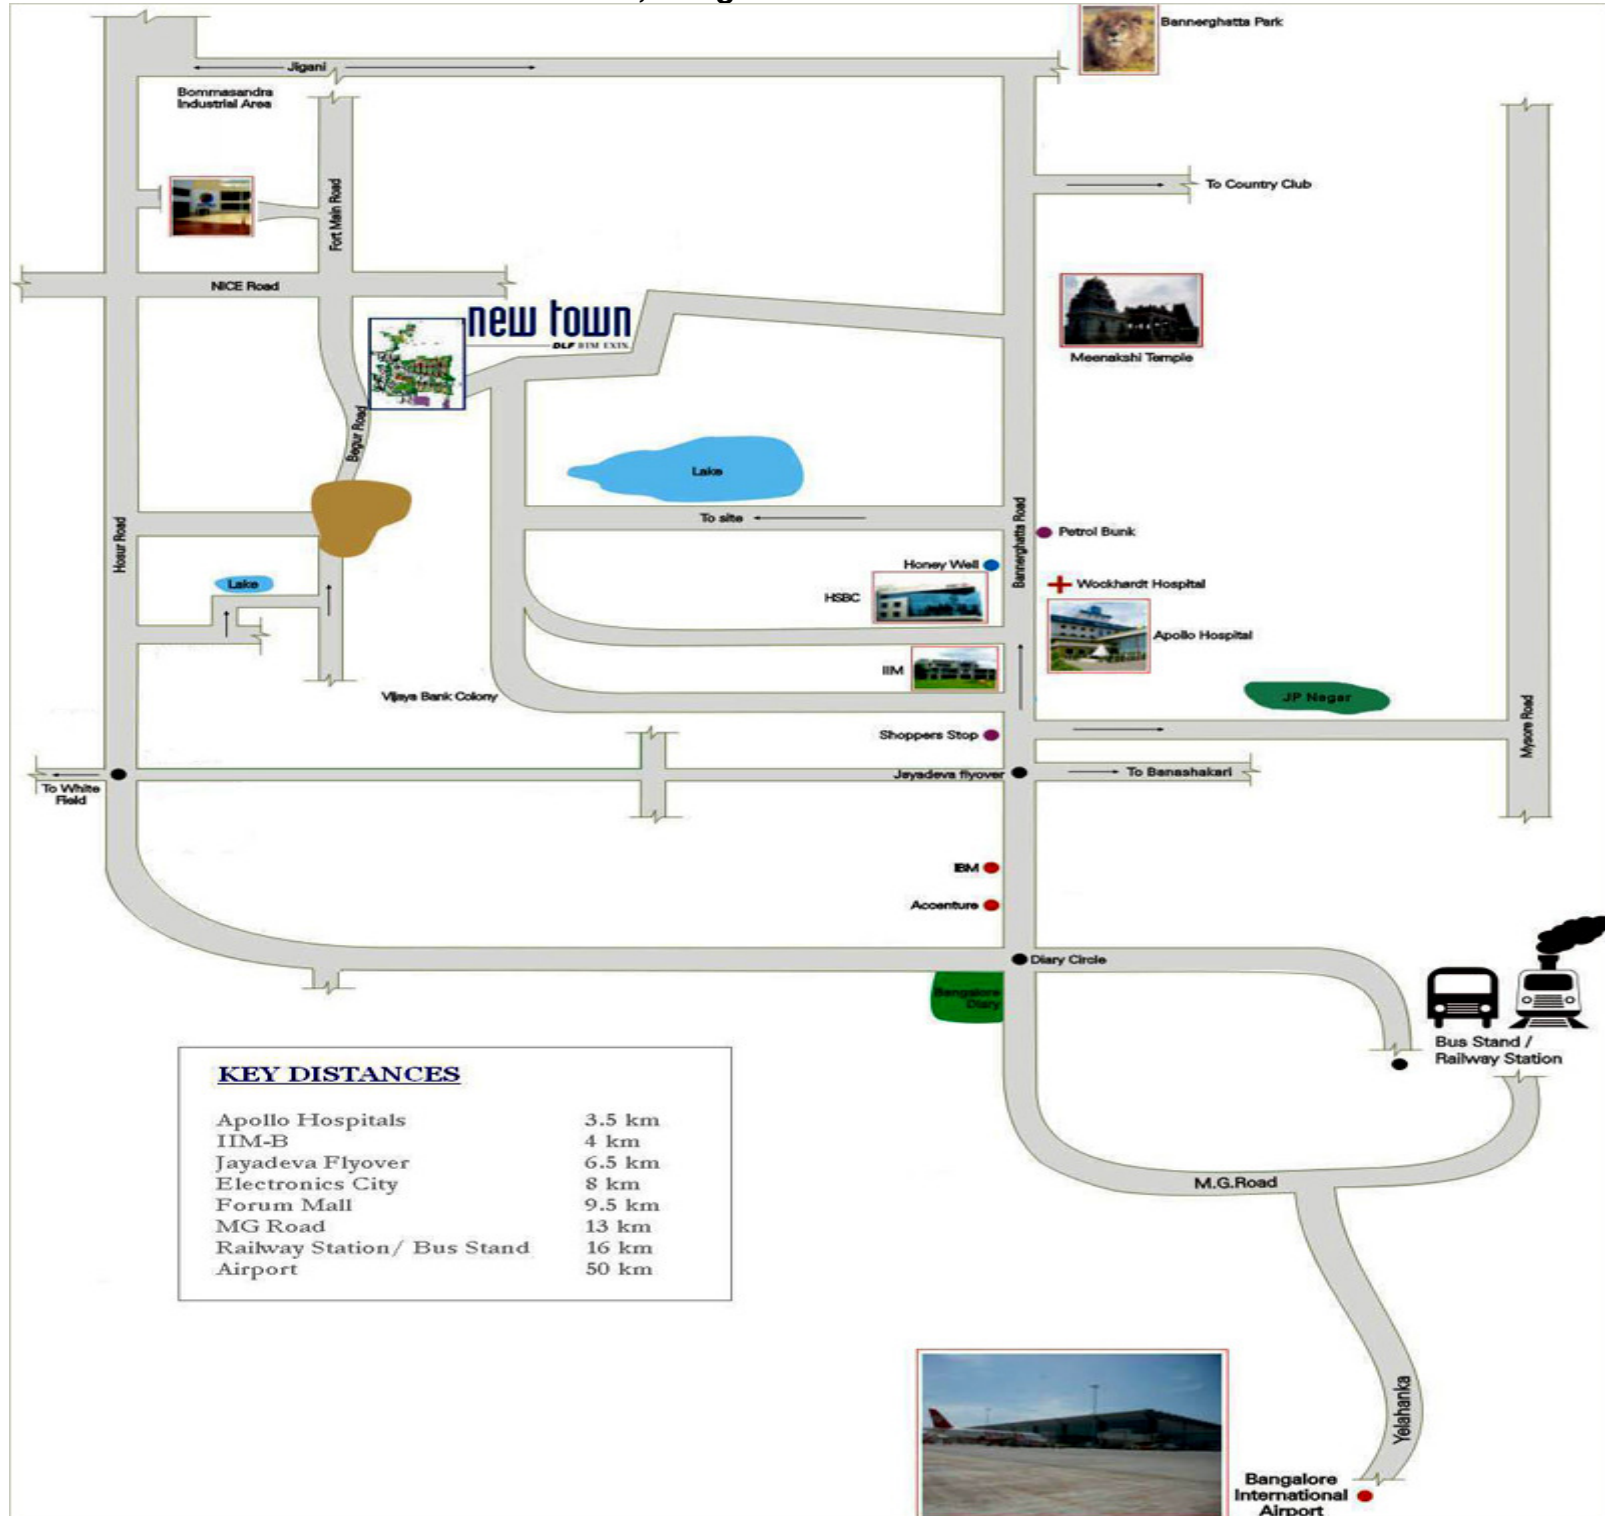 Bannerghatta Park
Jigani
Bommasandra
Industrial Area
To Country Club
Fort Main Road
NICE Road
new town
DLF BTM EXTN.
Meenakshi Temple
Begur Road
Lake
To site
Hosur Road
Bannerghatta Road
Petrol Bunk
Honey Well
Lake
Wockhardt Hospital
HSBC
Apollo Hospital
IIM
Vijaya Bank Colony
JP Nagar
Mysore Road
Shoppers Stop
Jayadeva flyover
To Banashakari
To White
Field
IBM
Accenture
Diary Circle
Bangalore
Diary
Bus Stand /
Railway Station
KEY DISTANCES
Apollo Hospitals 3.5 km
IIM-B 4 km
Jayadeva Flyover 6.5 km
Electronics City 8 km
Forum Mall 9.5 km
MG Road 13 km
Railway Station/ Bus Stand 16 km
Airport 50 km
M.G.Road
Yelahanka
Bangalore
International
Airport